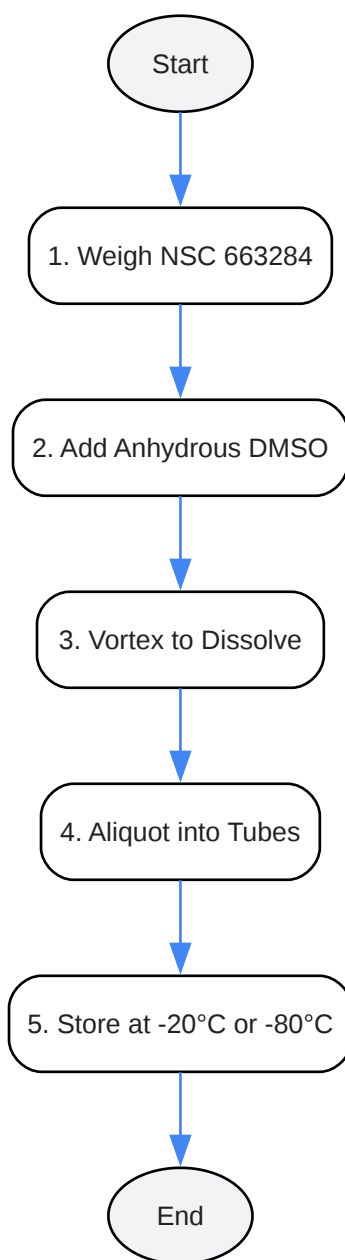 Start
1. Weigh NSC 663284
2. Add Anhydrous DMSO
3. Vortex to Dissolve
4. Aliquot into Tubes
5. Store at -20°C or -80°C
End